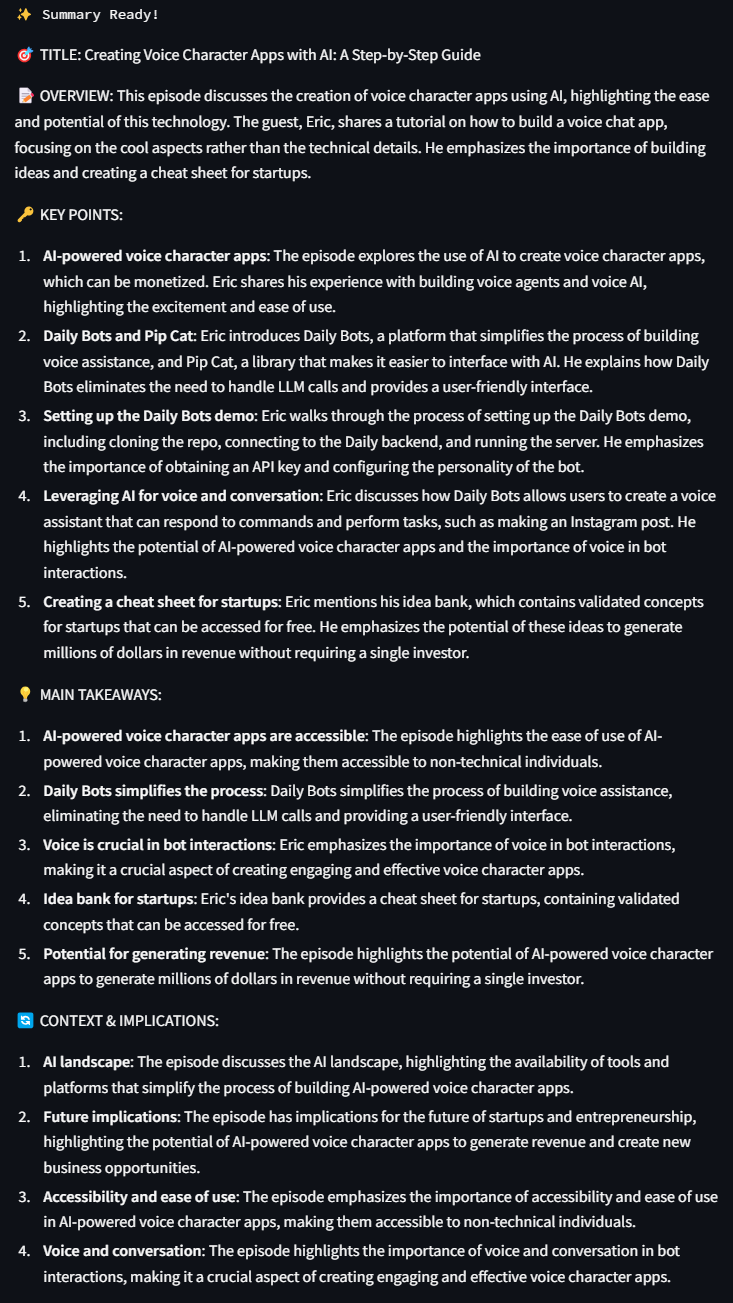 ✨ Summary Ready!
🎯 TITLE: Creating Voice Character Apps with AI: A Step-by-Step Guide
📝 OVERVIEW: This episode discusses the creation of voice character apps using AI, highlighting the ease
and potential of this technology. The guest, Eric, shares a tutorial on how to build a voice chat app,
focusing on the cool aspects rather than the technical details. He emphasizes the importance of building
ideas and creating a cheat sheet for startups.
🔑 KEY POINTS:
1. AI-powered voice character apps: The episode explores the use of AI to create voice character apps,
which can be monetized. Eric shares his experience with building voice agents and voice AI,
highlighting the excitement and ease of use.
2. Daily Bots and Pip Cat: Eric introduces Daily Bots, a platform that simplifies the process of building
voice assistance, and Pip Cat, a library that makes it easier to interface with AI. He explains how Daily
Bots eliminates the need to handle LLM calls and provides a user-friendly interface.
3. Setting up the Daily Bots demo: Eric walks through the process of setting up the Daily Bots demo,
including cloning the repo, connecting to the Daily backend, and running the server. He emphasizes
the importance of obtaining an API key and configuring the personality of the bot.
4. Leveraging AI for voice and conversation: Eric discusses how Daily Bots allows users to create a voice
assistant that can respond to commands and perform tasks, such as making an Instagram post. He
highlights the potential of AI-powered voice character apps and the importance of voice in bot
interactions.
5. Creating a cheat sheet for startups: Eric mentions his idea bank, which contains validated concepts
for startups that can be accessed for free. He emphasizes the potential of these ideas to generate
millions of dollars in revenue without requiring a single investor.
💡 MAIN TAKEAWAYS:
1. AI-powered voice character apps are accessible: The episode highlights the ease of use of AI-
powered voice character apps, making them accessible to non-technical individuals.
2. Daily Bots simplifies the process: Daily Bots simplifies the process of building voice assistance,
eliminating the need to handle LLM calls and providing a user-friendly interface.
3. Voice is crucial in bot interactions: Eric emphasizes the importance of voice in bot interactions,
making it a crucial aspect of creating engaging and effective voice character apps.
4. Idea bank for startups: Eric's idea bank provides a cheat sheet for startups, containing validated
concepts that can be accessed for free.
5. Potential for generating revenue: The episode highlights the potential of AI-powered voice character
apps to generate millions of dollars in revenue without requiring a single investor.
🔄 CONTEXT & IMPLICATIONS:
1. AI landscape: The episode discusses the AI landscape, highlighting the availability of tools and
platforms that simplify the process of building AI-powered voice character apps.
2. Future implications: The episode has implications for the future of startups and entrepreneurship,
highlighting the potential of AI-powered voice character apps to generate revenue and create new
business opportunities.
3. Accessibility and ease of use: The episode emphasizes the importance of accessibility and ease of use
in AI-powered voice character apps, making them accessible to non-technical individuals.
4. Voice and conversation: The episode highlights the importance of voice and conversation in bot
interactions, making it a crucial aspect of creating engaging and effective voice character apps.